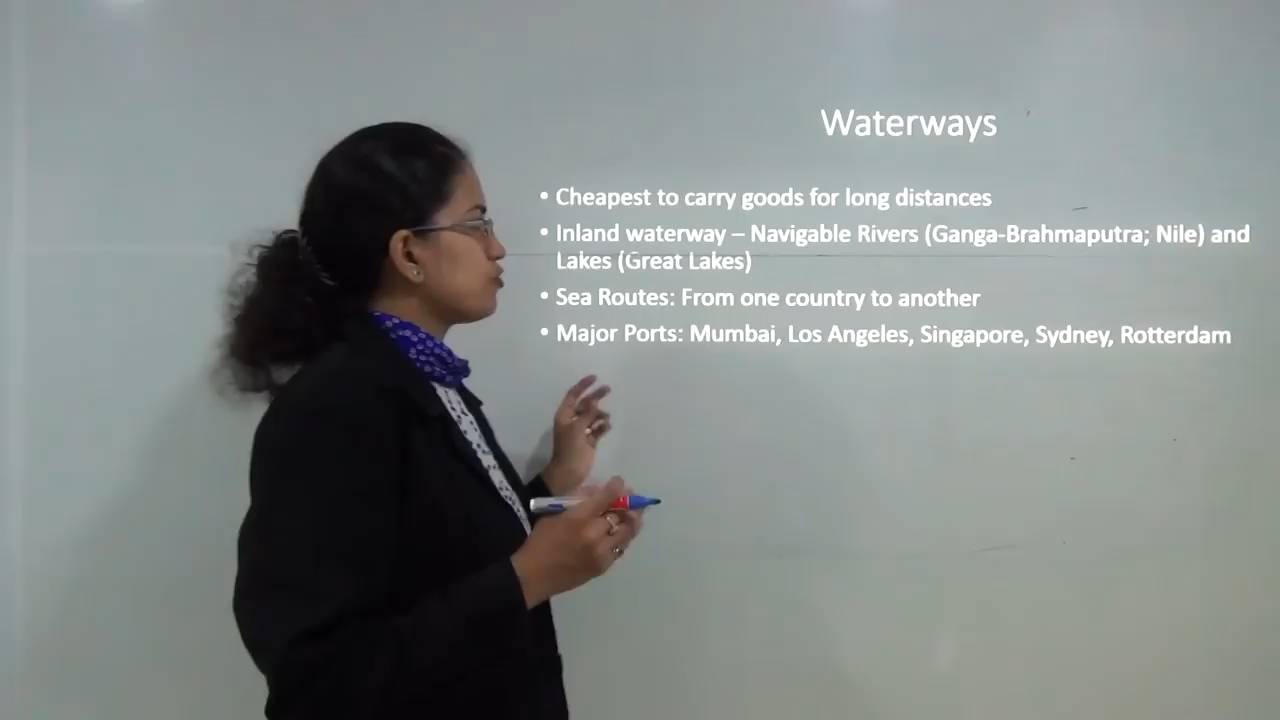 Waterways
• Cheapest to carry goods for long distances
• Inland waterway – Navigable Rivers (Ganga-Brahmaputra; Nile) and
Lakes (Great Lakes)
• Sea Routes: From one country to another
• Major Ports: Mumbai, Los Angeles, Singapore, Sydney, Rotterdam